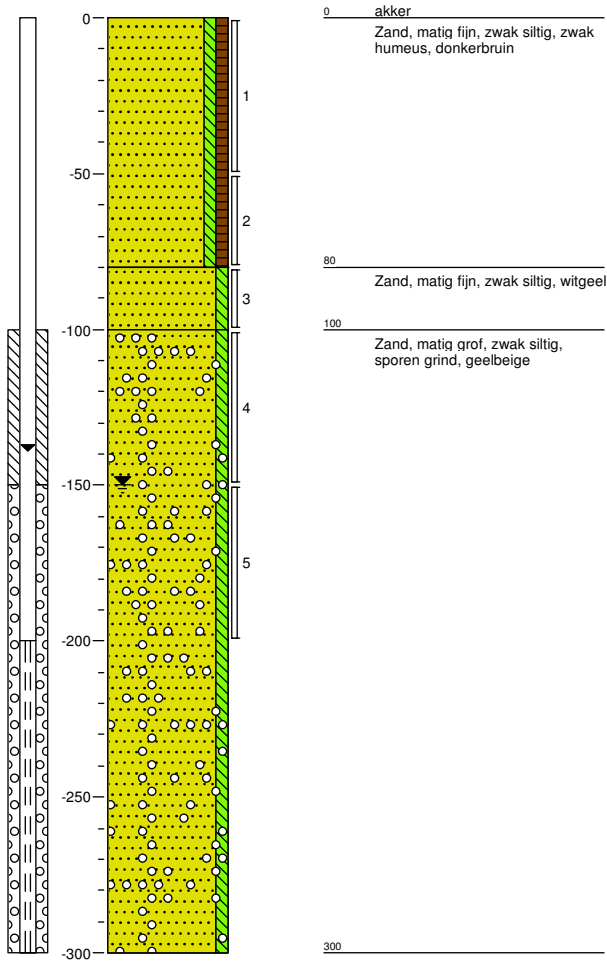 0
-50
-100
-150
-200
-250
-300
1
2
3
4
5
0 akker
Zand, matig fijn, zwak siltig, zwak
humeus, donkerbruin
80
Zand, matig fijn, zwak siltig, witgeel
100
Zand, matig grof, zwak siltig,
sporen grind, geelbeige
300